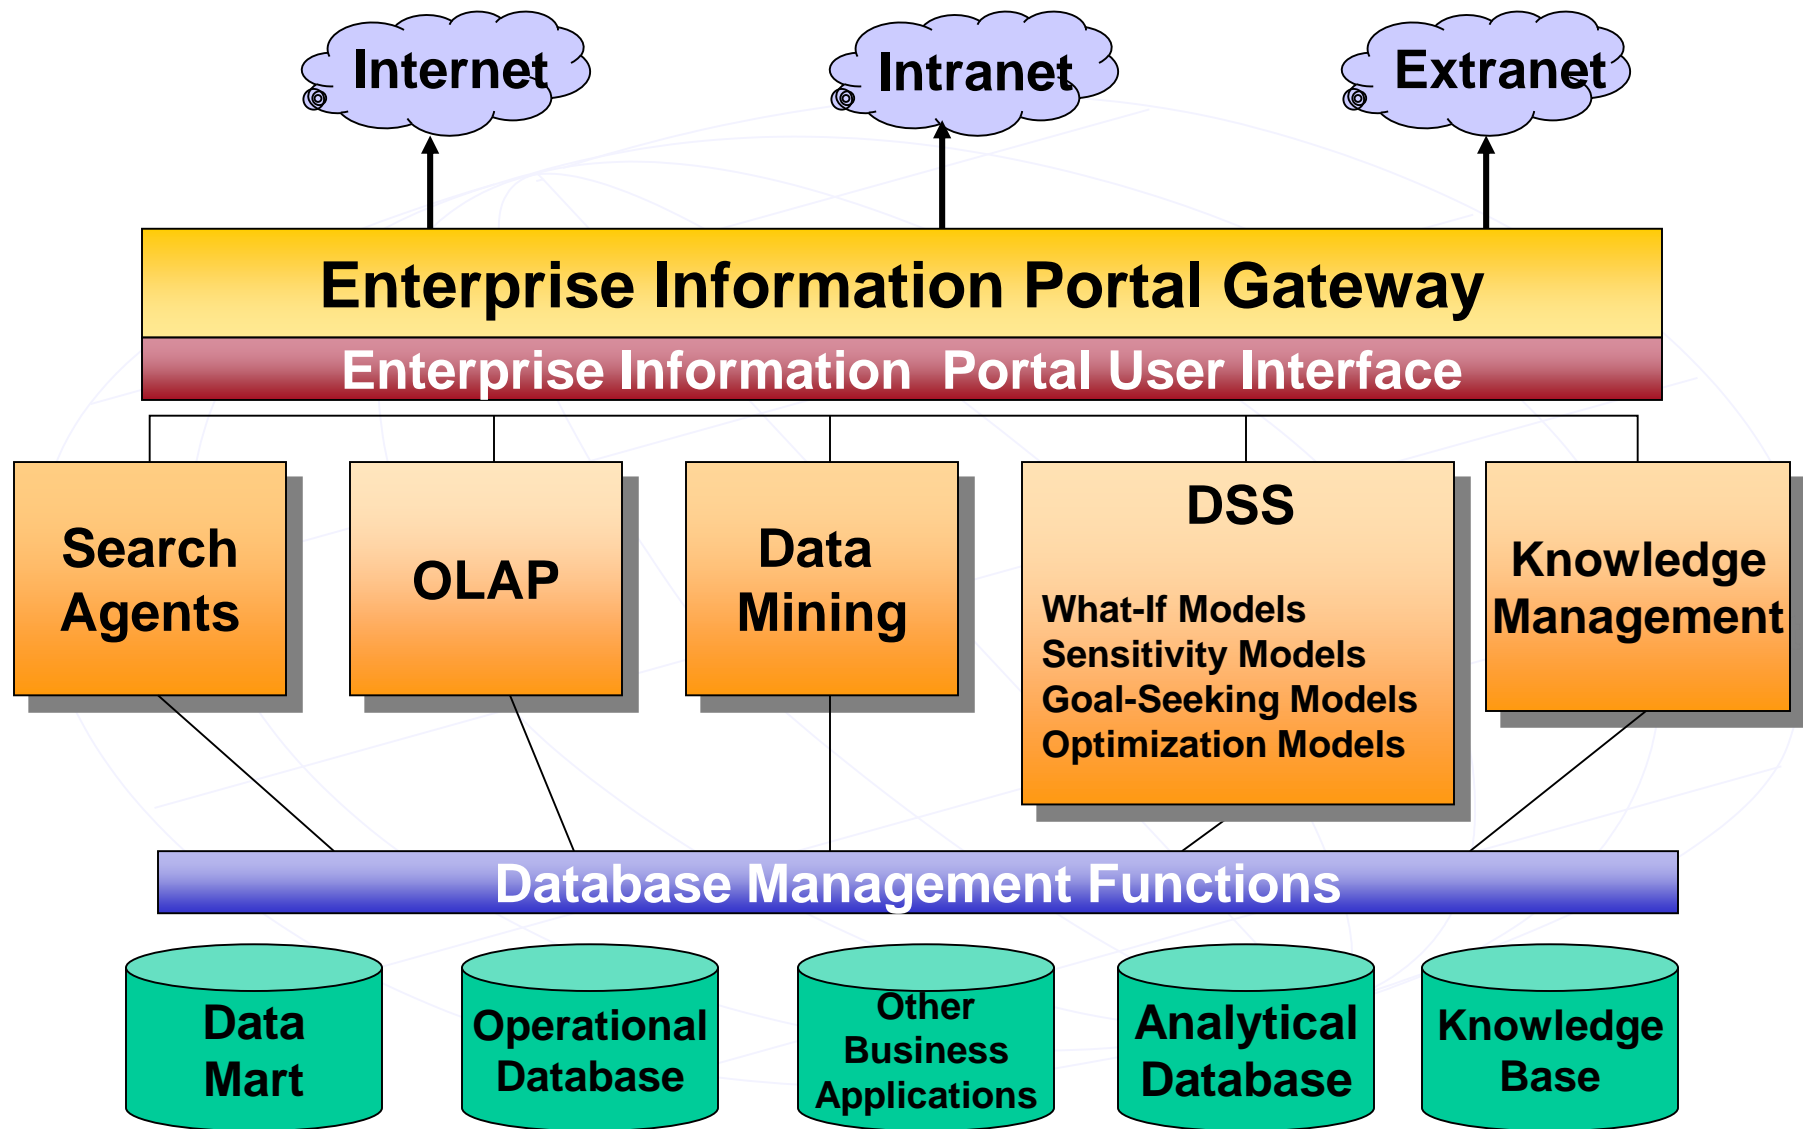 Internet
Intranet
Extranet
Enterprise Information Portal Gateway
Enterprise Information Portal User Interface
Search
Agents
OLAP
Data
Mining
DSS
What-If Models
Sensitivity Models
Goal-Seeking Models
Optimization Models
Knowledge
Management
Database Management Functions
Data
Mart
Operational
Database
Other
Business
Applications
Analytical
Database
Knowledge
Base